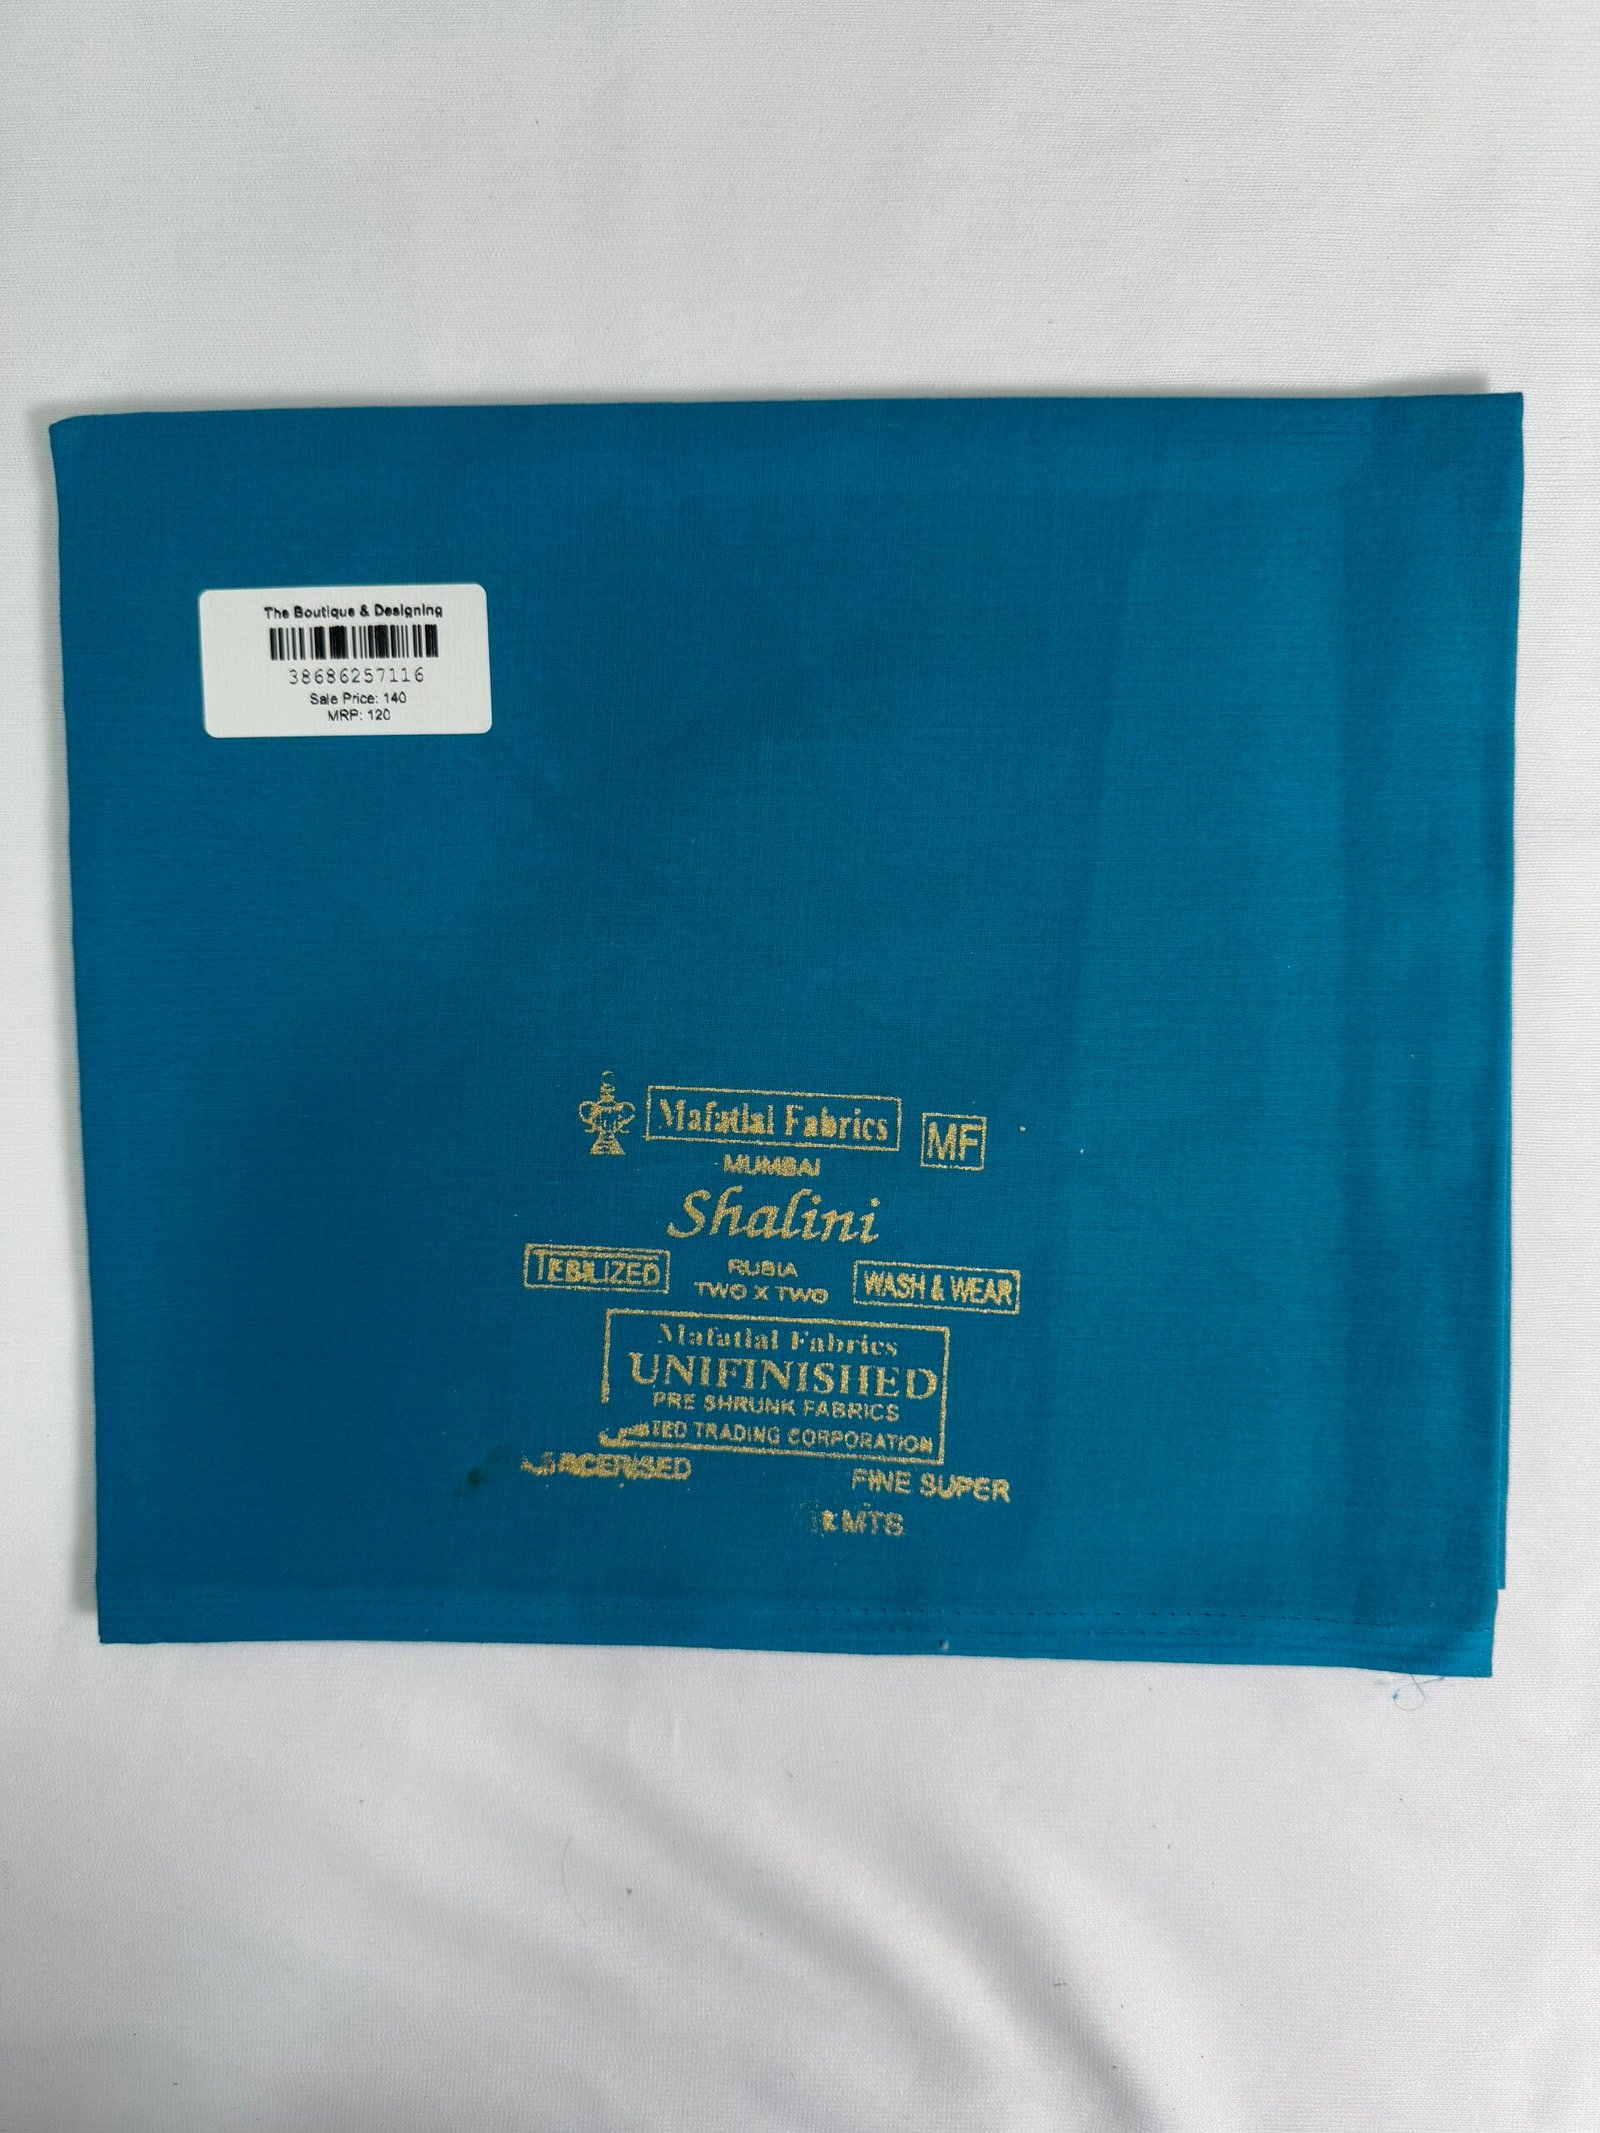 The Boutique & Designing
38686257116
Sale Price: 140
MRP: 120
Mafatlal Fabrics
MF
MUMBAI
Shalini
TEBILIZED
RUBIA
TWO X TWO
WASH & WEAR
Mafatlal Fabrics
UNIFINISHED
PRE SHRUNK FABRICS
TRADING CORPORATION
FINE SUPER
MTS